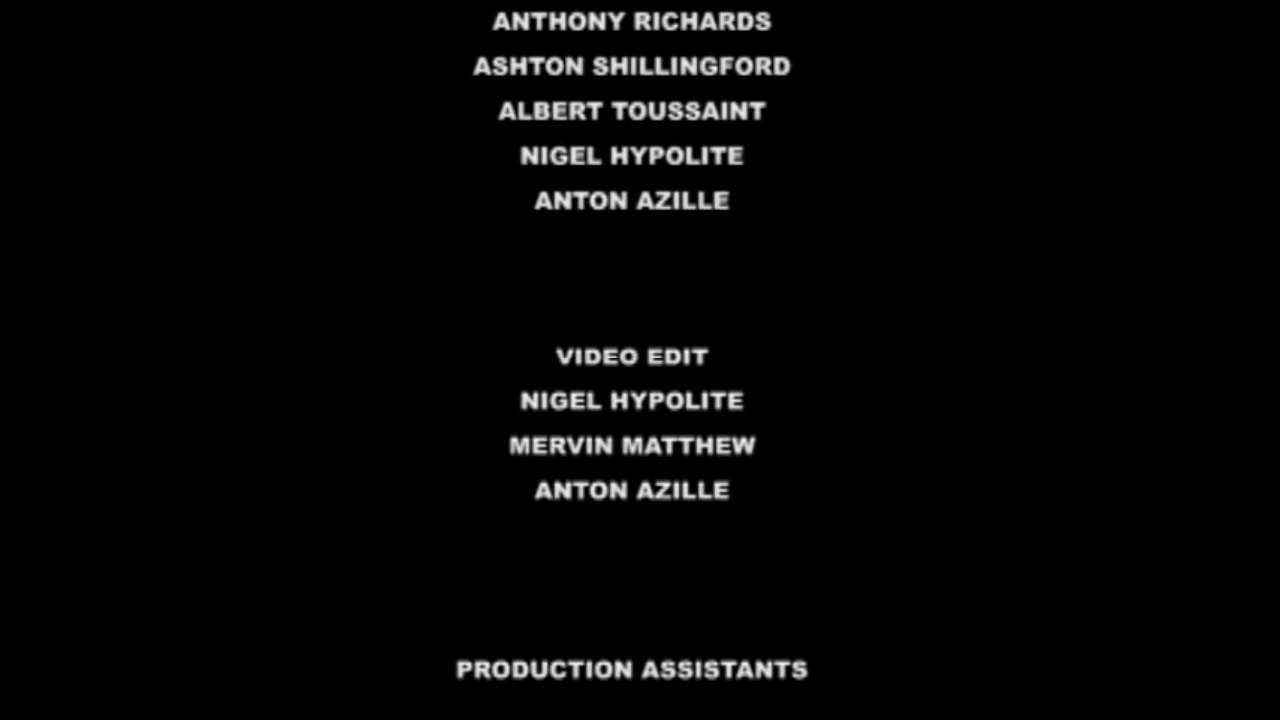 ANTHONY RICHARDS
ASHTON SHILLINGFORD
ALBERT TOUSSAINT
NIGEL HYPOLITE
ANTON AZILLE
VIDEO EDIT
NIGEL HYPOLITE
MERVIN MATTHEW
ANTON AZILLE
PRODUCTION ASSISTANTS